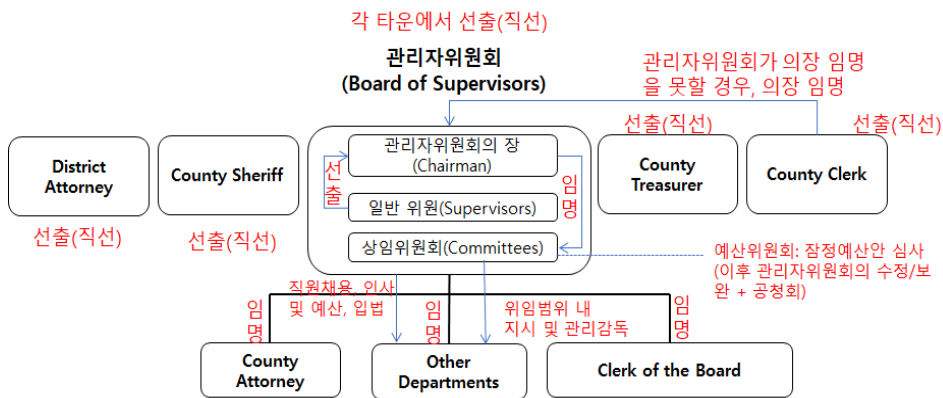 각 타운에서 선출(직선)
관리자위원회
(Board of Supervisors)
관리자위원회가 의장 임명
을 못할 경우, 의장 임명
선출(직선)
선출(직선)
District
Attorney
County Sheriff
관리자위원회의 장
(Chairman)
선출
임명
일반 위원(Supervisors)
상임위원회(Committees)
County
Treasurer
County Clerk
선출(직선)
선출(직선)
예산위원회: 잠정예산안 심사
(이후 관리자위원회의 수정/보
완 + 공청회)
직원채용, 인사
및 예산, 입법
위임범위 내
지시 및 관리감독
임명
임명
임명
County
Attorney
Other
Departments
Clerk of the Board